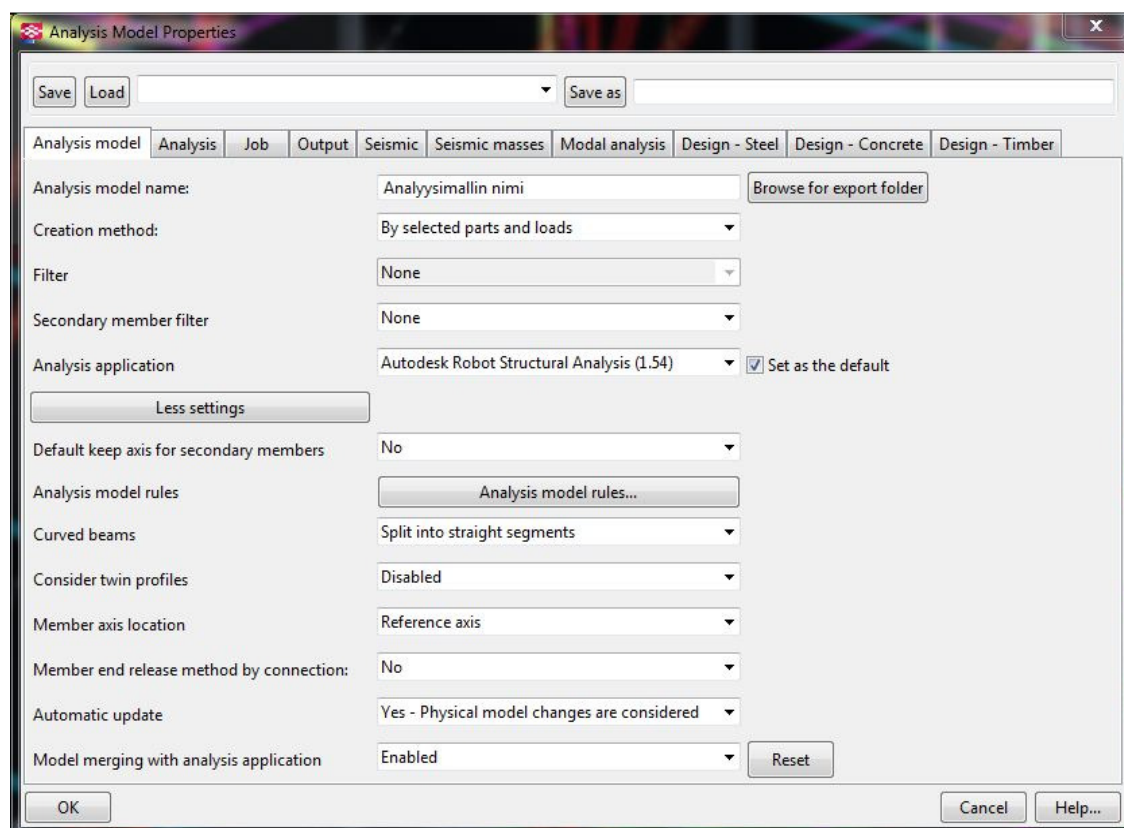 Analysis Model Properties
x
Save Load Save as
Analysis model Analysis Job Output Seismic Seismic masses Modal analysis Design - Steel Design - Concrete Design - Timber
Analysis model name: Analyysimallin nimi Browse for export folder
Creation method: By selected parts and loads
Filter None
Secondary member filter None
Analysis application Autodesk Robot Structural Analysis (1.54) Set as the default
Less settings
Default keep axis for secondary members No
Analysis model rules Analysis model rules...
Curved beams Split into straight segments
Consider twin profiles Disabled
Member axis location Reference axis
Member end release method by connection: No
Automatic update Yes - Physical model changes are considered
Model merging with analysis application Enabled Reset
OK Cancel Help...